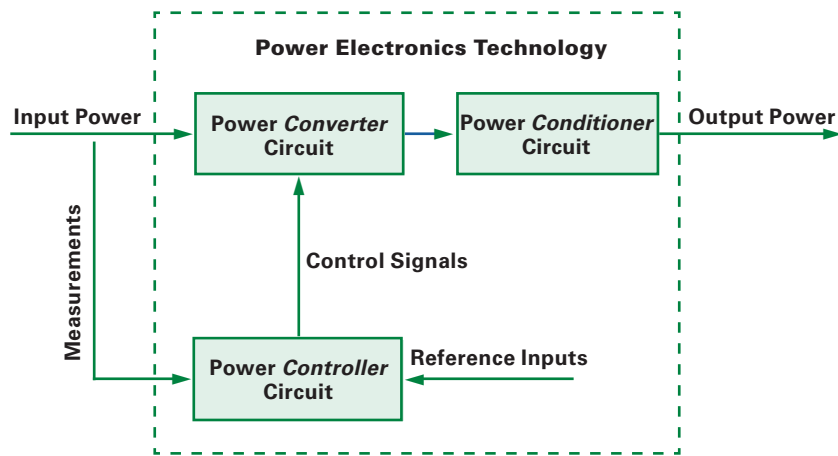 Power Electronics Technology
Input Power
Power Converter
Circuit
Power Conditioner
Circuit
Output Power
Measurements
Control Signals
Power Controller
Circuit
Reference Inputs